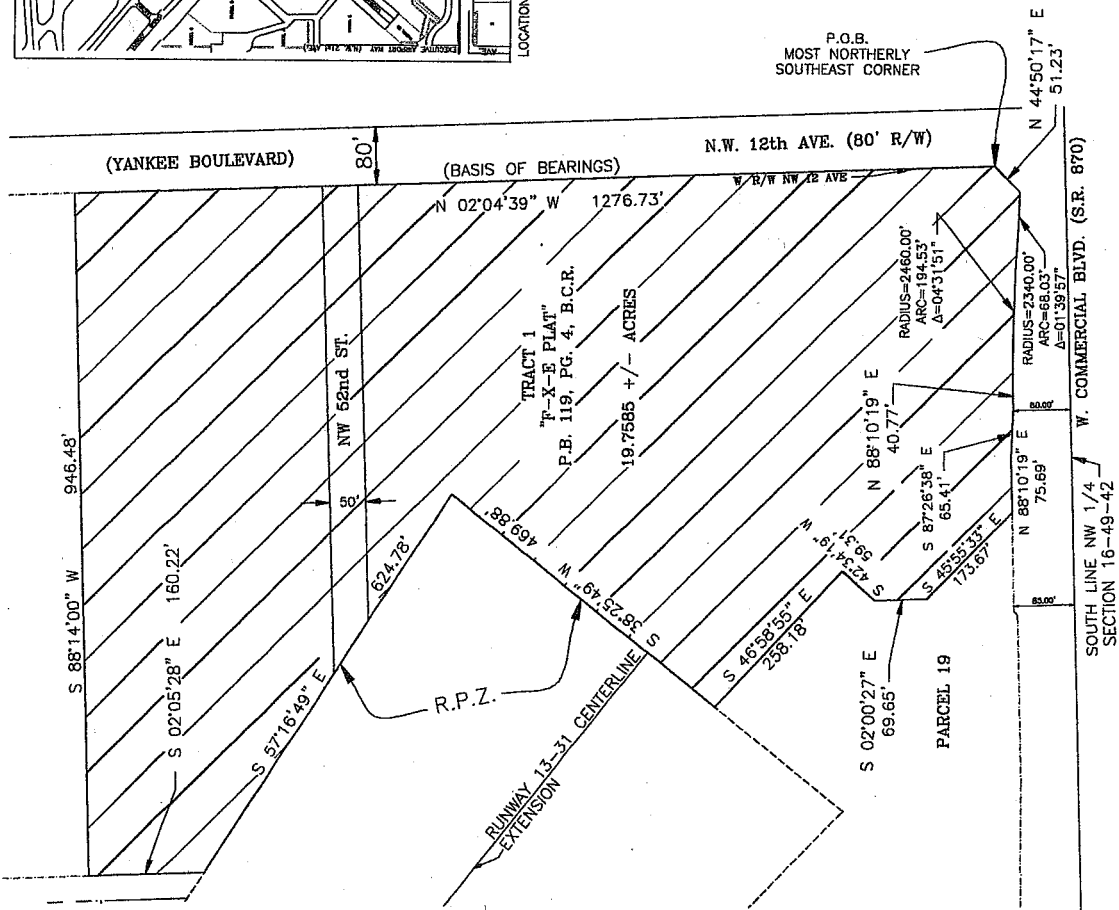 LOCATION
EXECUTIVE AIRPORT WAY (N.W. 21st AVE)
AVE.
P.O.B.
MOST NORTHERLY
SOUTHEAST CORNER
N 44°50'17" E
51.23'
(YANKEE BOULEVARD)
80'
(BASIS OF BEARINGS)
N.W. 12th AVE. (80' R/W)
W R/W NW 12 AVE
N 02°04'39" W 1276.73'
S 88°14'00" W 946.48'
NW 52nd ST.
50'
TRACT 1
"F-X-E PLAT"
P.B. 119, PG. 4, B.C.R.
19.7585 +/- ACRES
RADIUS=2460.00'
ARC=194.53'
Δ=04°31'51"
RADIUS=2340.00'
ARC=68.03'
Δ=01°39'57"
W. COMMERCIAL BLVD. (S.R. 870)
N 88°10'19" E
40.77'
S 87°26'38" E
65.41'
60.00'
N 88°10'19" E
75.69'
S 02°05'28" E 160.22'
S 57°16'49" E 624.78'
S 38°25'49" W 469.88'
S 42°34'19" W
59.31'
S 45°55'33" E
173.67'
S 46°58'55" E
258.18'
R.P.Z.
RUNWAY 13-31 CENTERLINE
EXTENSION
S 02°00'27" E
69.65'
PARCEL 19
SOUTH LINE NW 1/4
SECTION 16-49-42